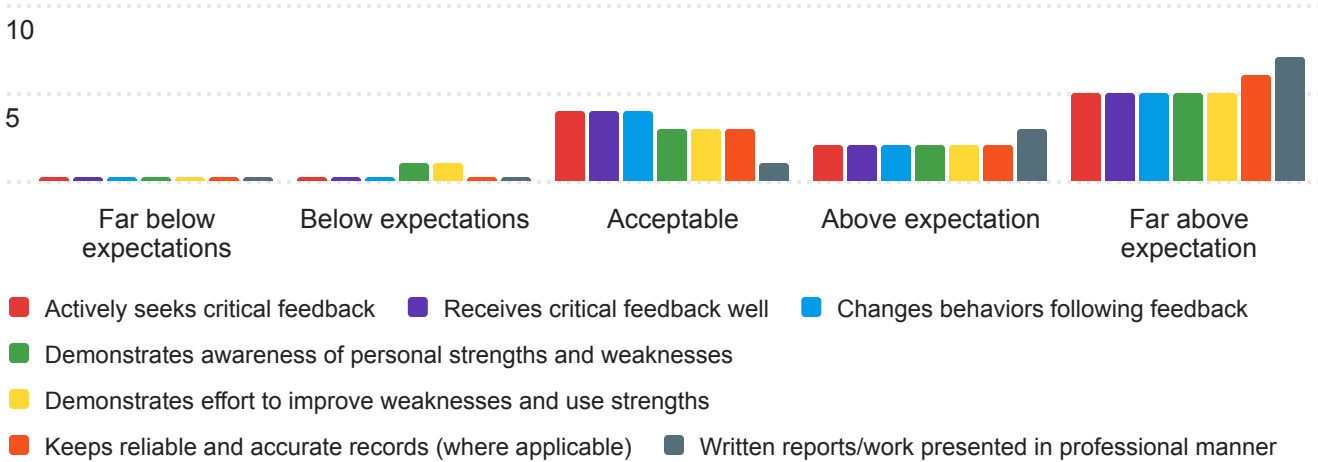 10
5
Far below
expectations
Below expectations
Acceptable
Above expectation
Far above
expectation
Actively seeks critical feedback
Receives critical feedback well
Changes behaviors following feedback
Demonstrates awareness of personal strengths and weaknesses
Demonstrates effort to improve weaknesses and use strengths
Keeps reliable and accurate records (where applicable)
Written reports/work presented in professional manner